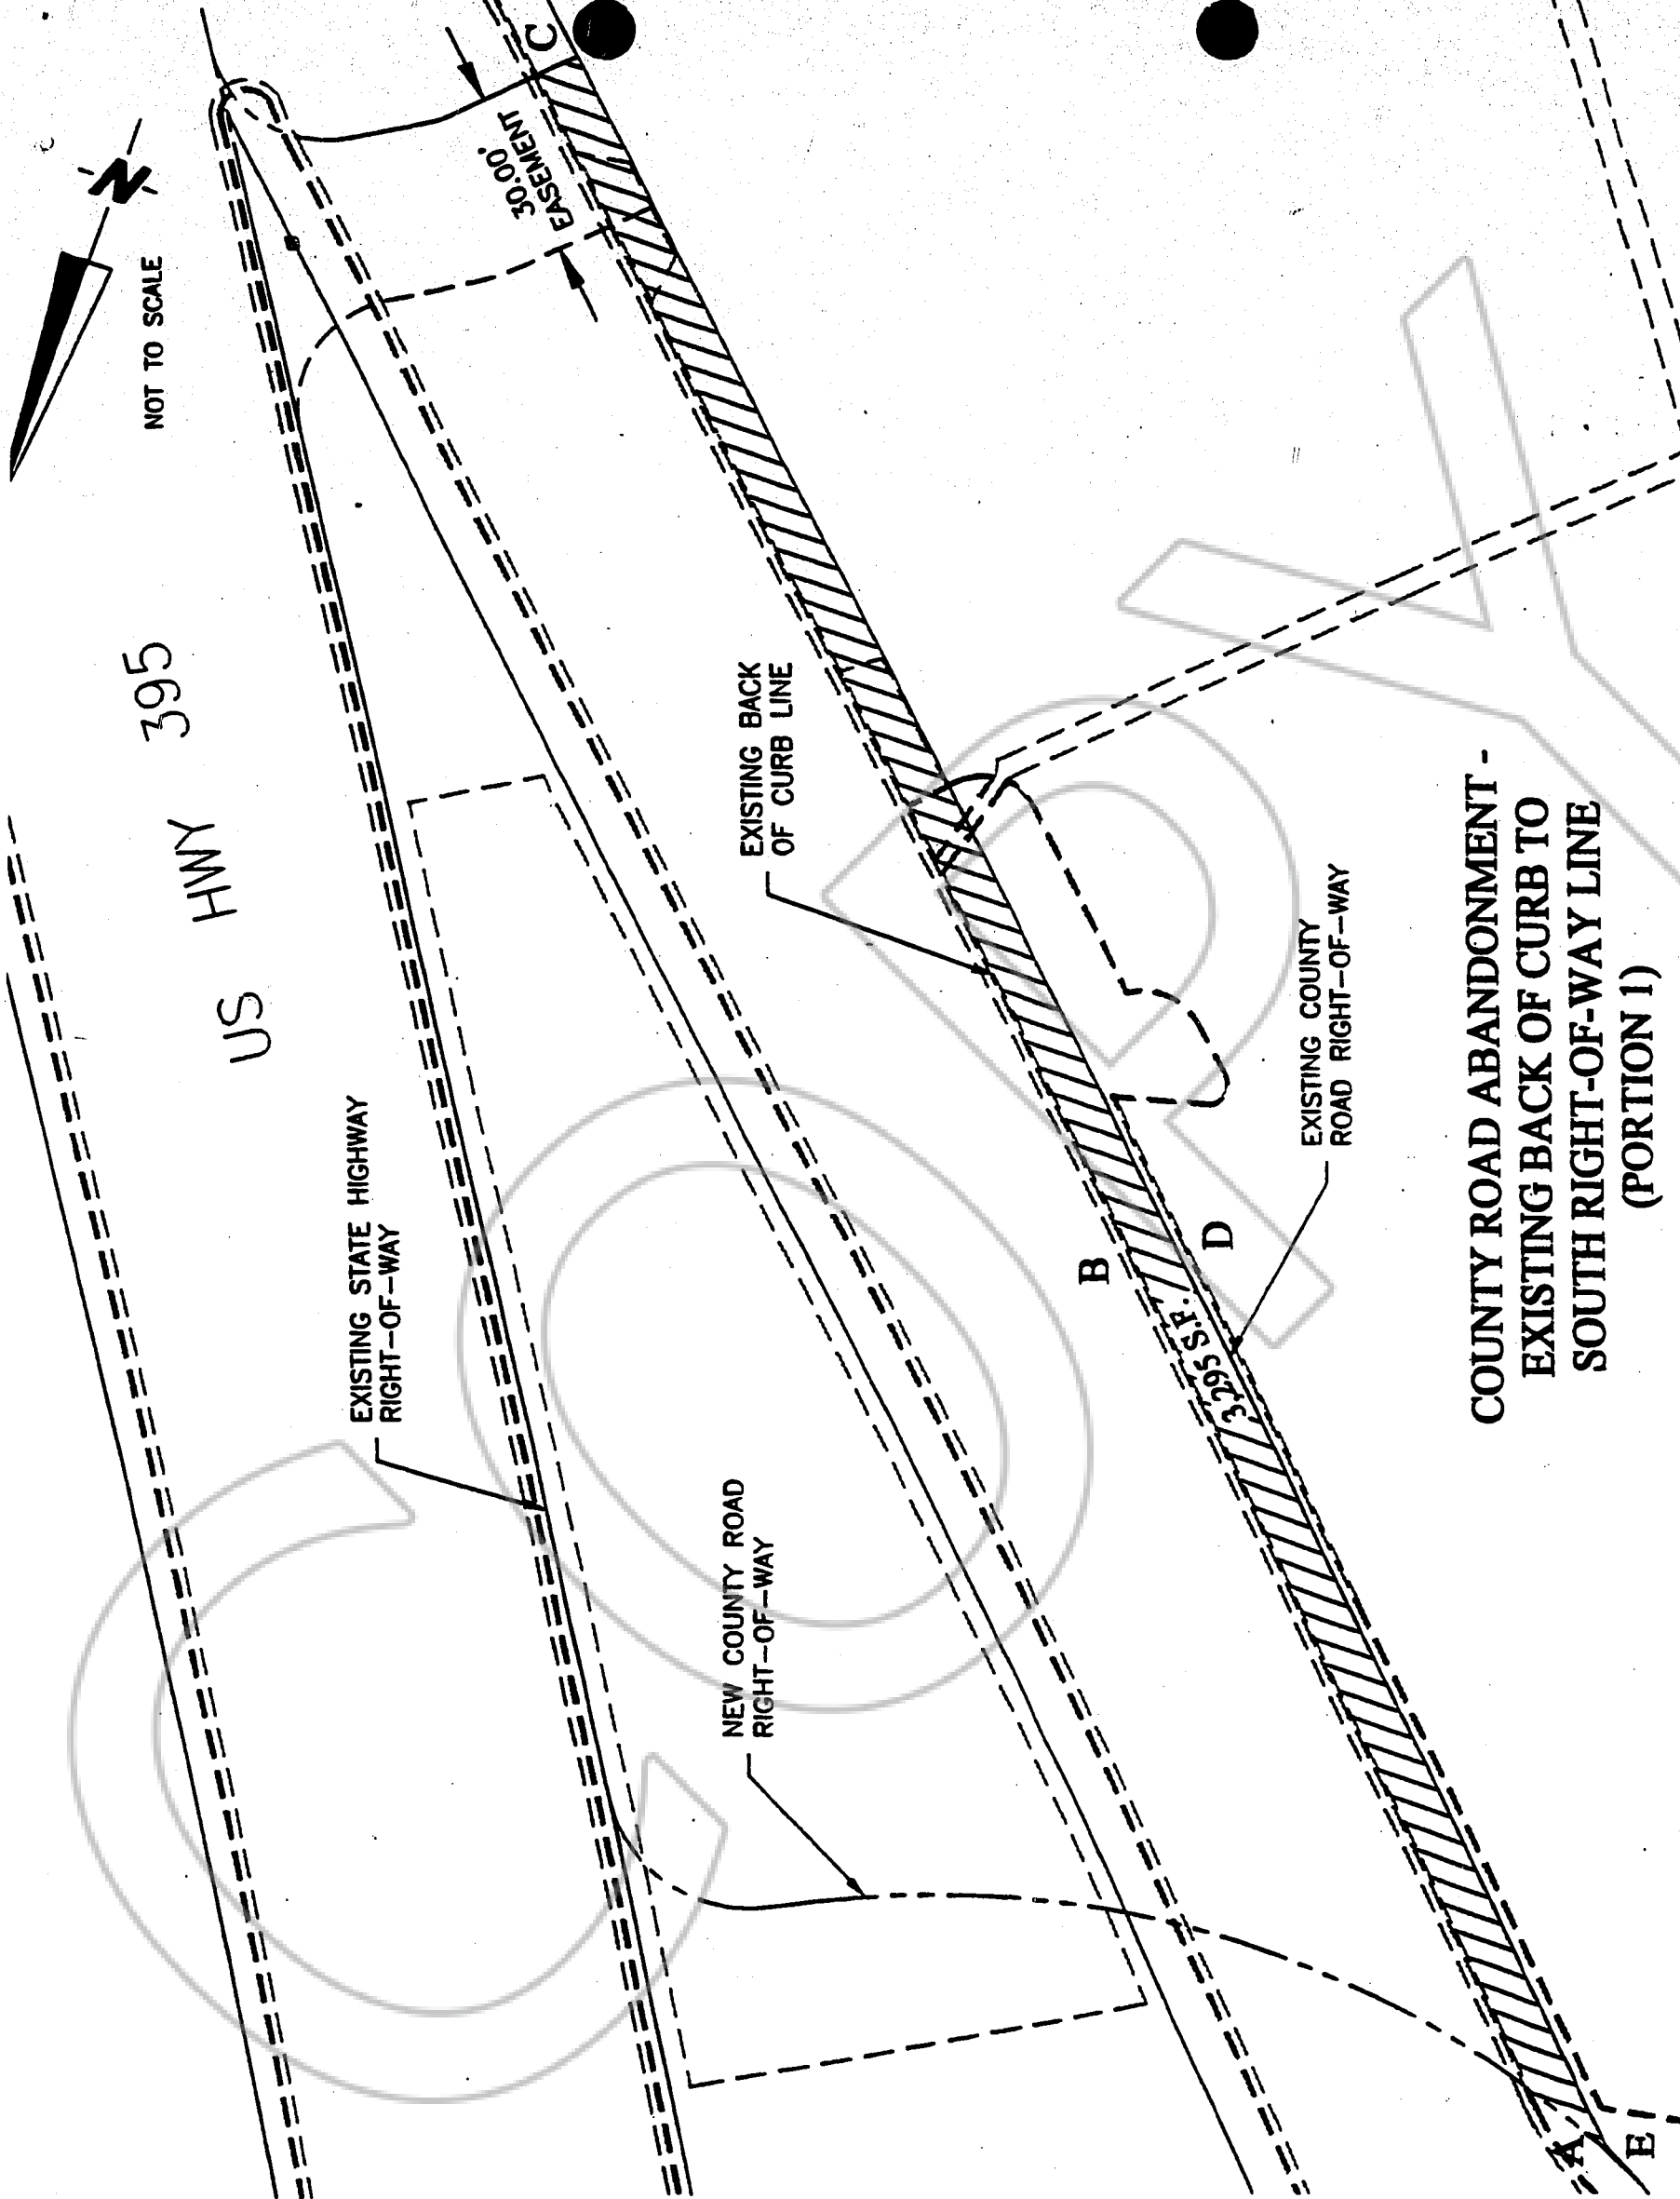 N
NOT TO SCALE
US HWY 395
C
30.00'
EASEMENT
EXISTING STATE HIGHWAY
RIGHT-OF-WAY
EXISTING BACK
OF CURB LINE
NEW COUNTY ROAD
RIGHT-OF-WAY
B
3,295 S.F.
D
EXISTING COUNTY
ROAD RIGHT-OF-WAY
A
E
COUNTY ROAD ABANDONMENT -
EXISTING BACK OF CURB TO
SOUTH RIGHT-OF-WAY LINE
(PORTION 1)
COPY